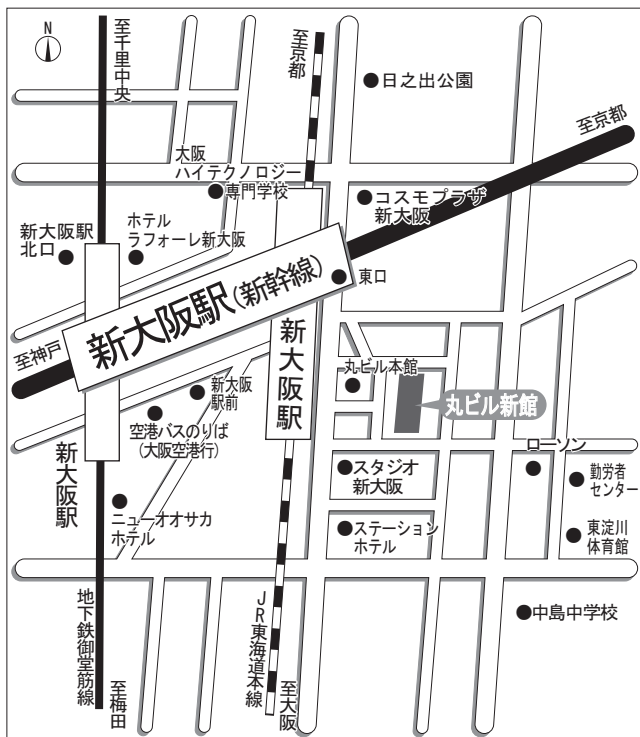 N
至千里中央
至京都
日之出公園
至京都
大阪
ハイテクノロジー
専門学校
コスモプラザ
新大阪
新大阪駅
北口
ホテル
ラフォーレ新大阪
東口
新大阪駅(新幹線)
至神戸
新大阪駅
丸ビル本館
丸ビル新館
新大阪
駅前
空港バスのりば
(大阪空港行)
新大阪駅
ローソン
スタジオ
新大阪
勤労者
センター
ニューオオサカ
ホテル
ステーション
ホテル
東淀川
体育館
中島中学校
地下鉄御堂筋線
至梅田
JR東海道本線
至大阪